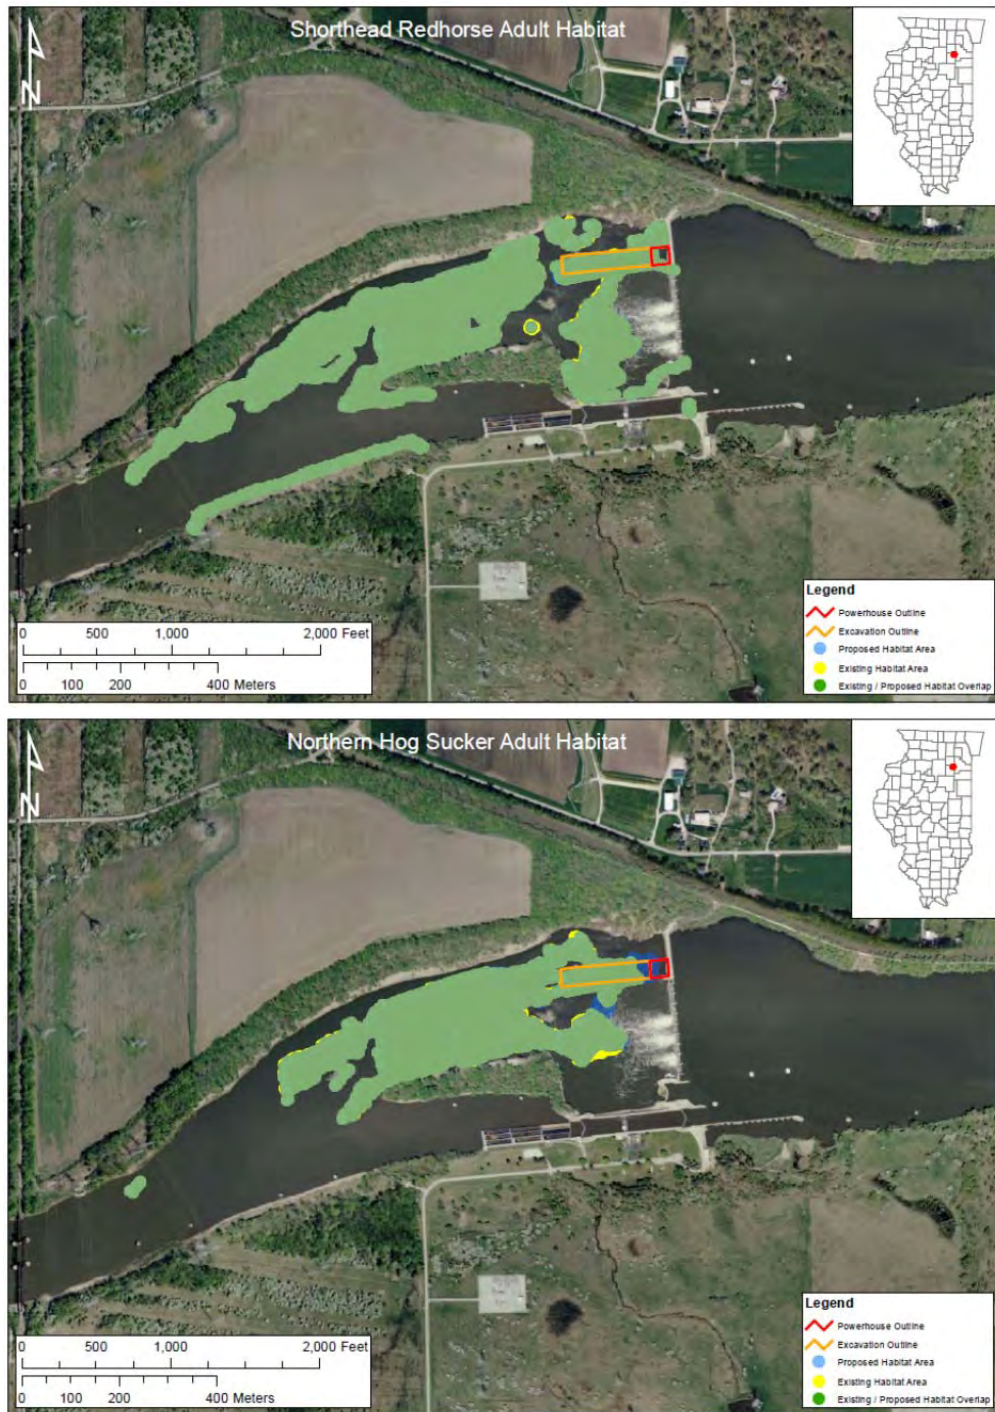 Shorthead Redhorse Adult Habitat
N
Legend
Powerhouse Outline
Excavation Outline
Proposed Habitat Area
Existing Habitat Area
Existing / Proposed Habitat Overlap
0 500 1,000 2,000 Feet
0 100 200 400 Meters
Northern Hog Sucker Adult Habitat
N
Legend
Powerhouse Outline
Excavation Outline
Proposed Habitat Area
Existing Habitat Area
Existing / Proposed Habitat Overlap
0 500 1,000 2,000 Feet
0 100 200 400 Meters